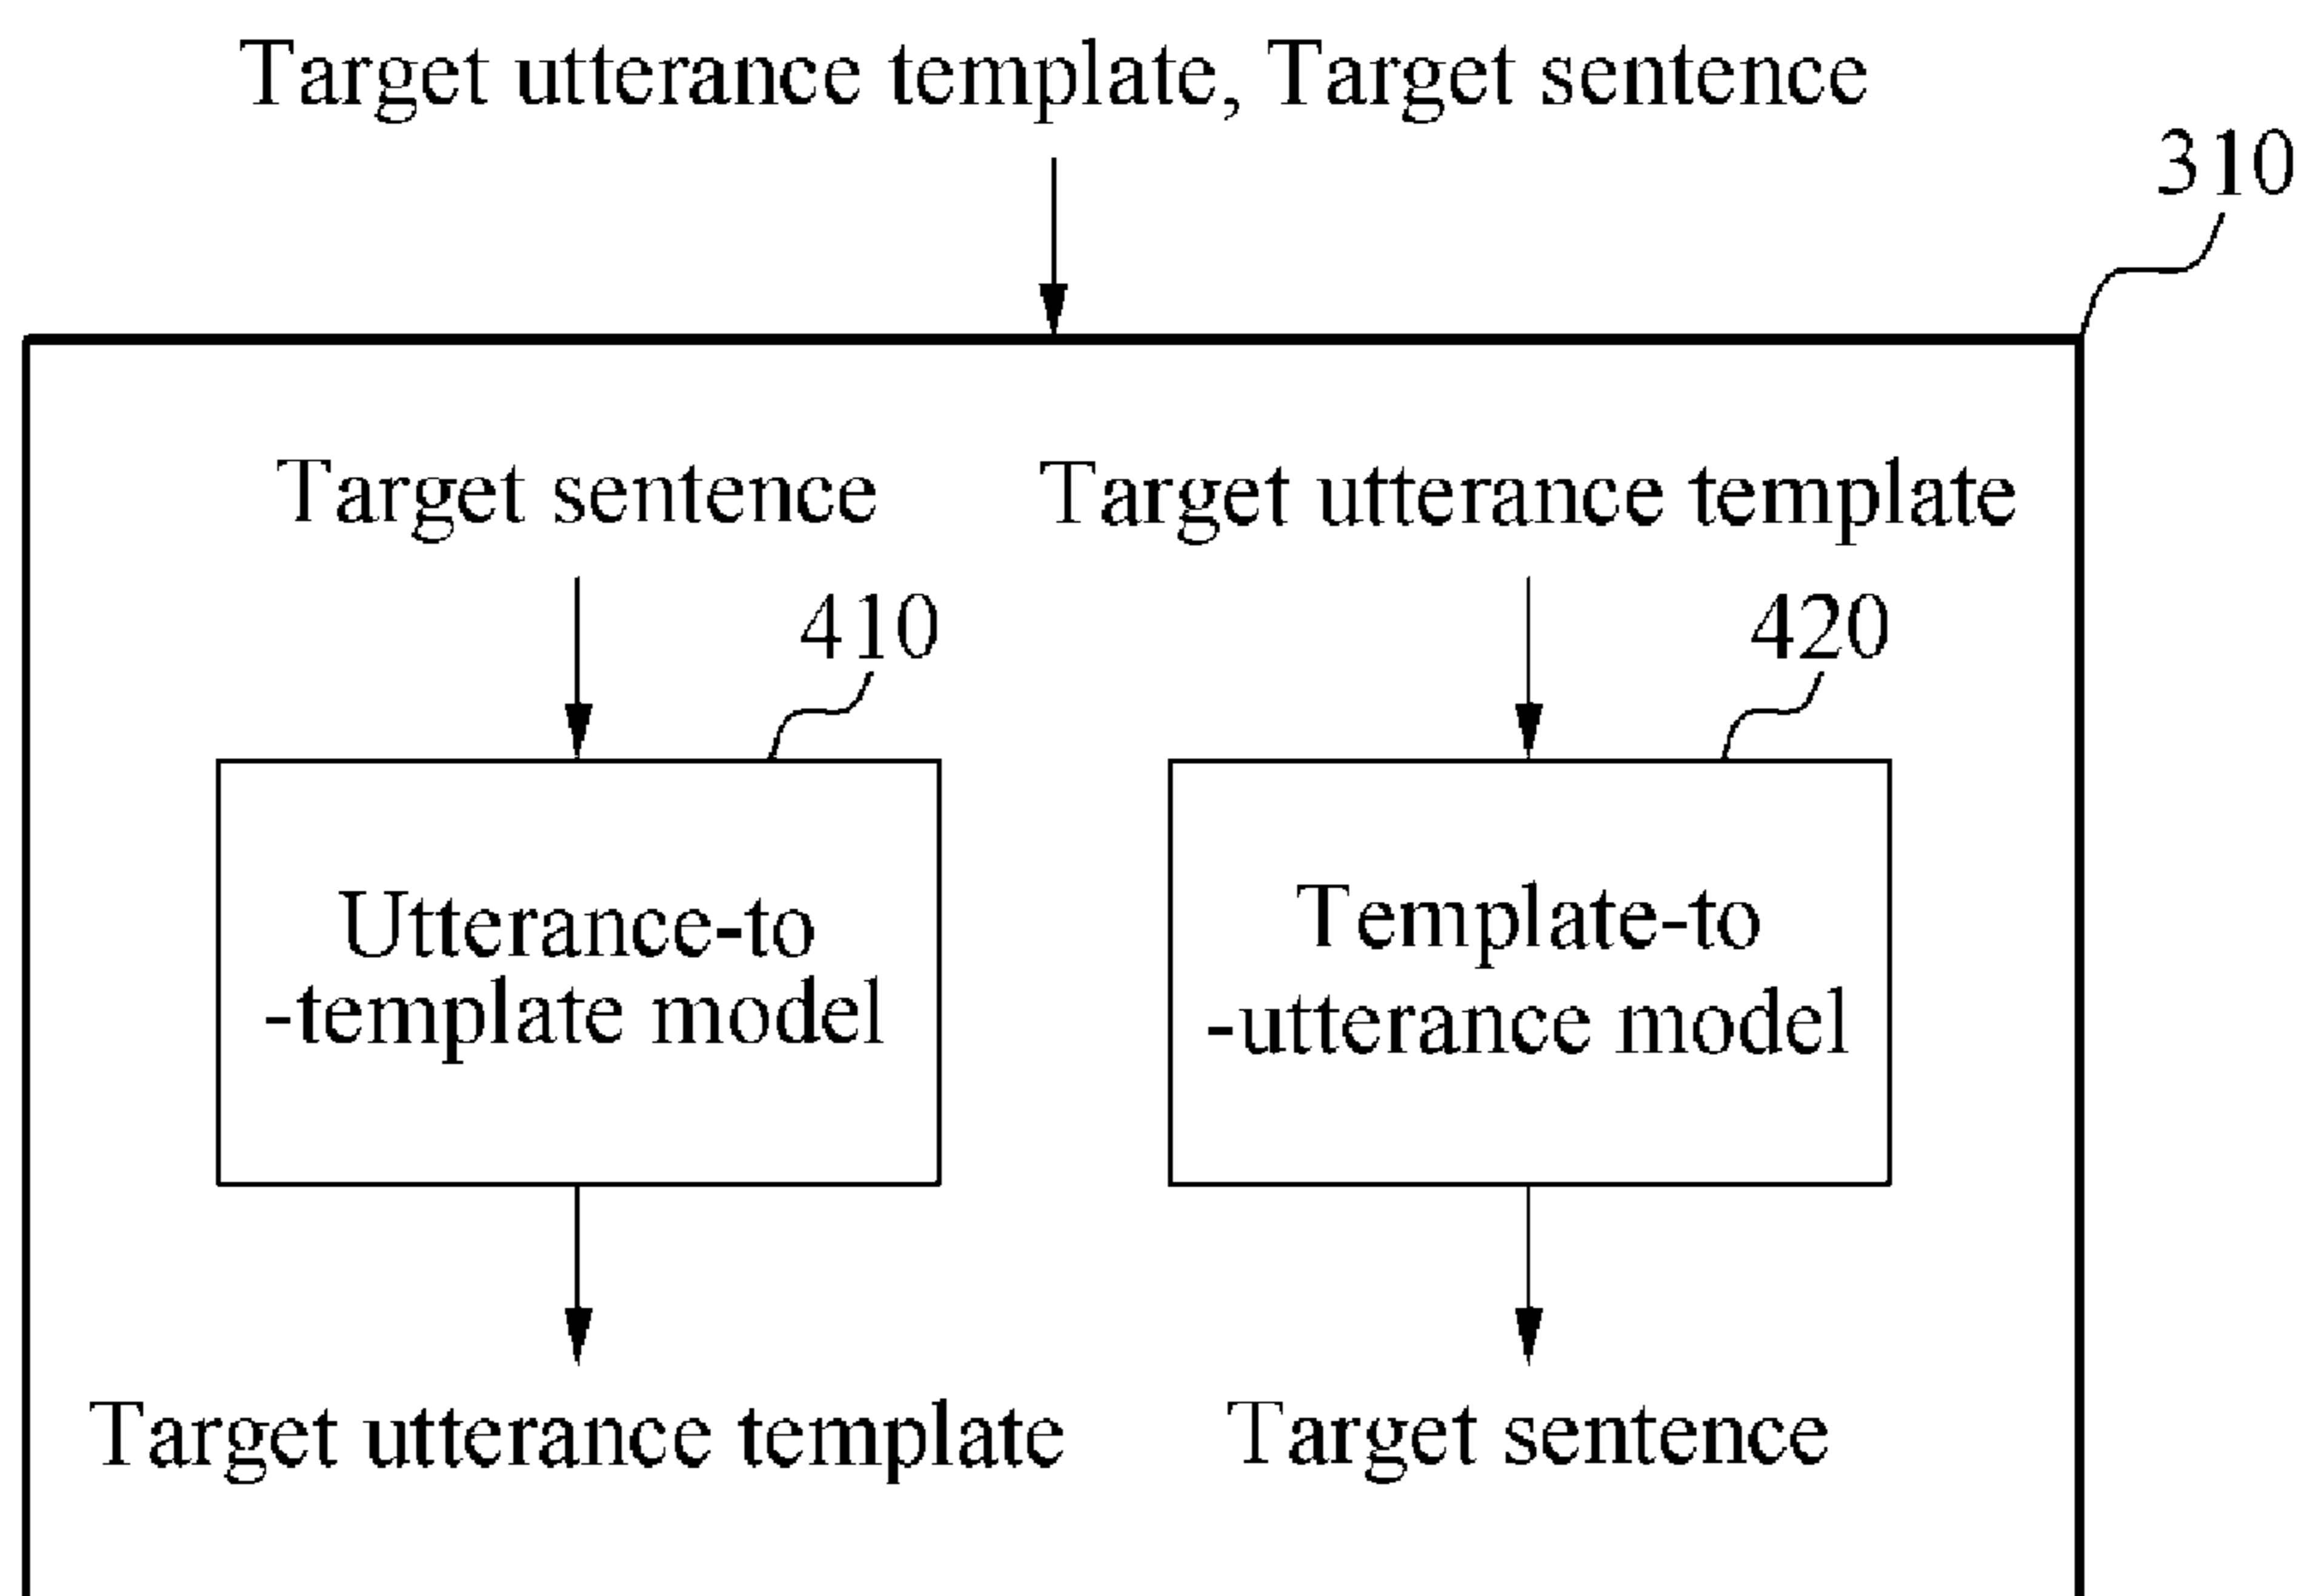 Target utterance template, Target sentence
310
Target sentence
Target utterance template
410
420
Utterance-to
-template model
Template-to
-utterance model
Target utterance template
Target sentence